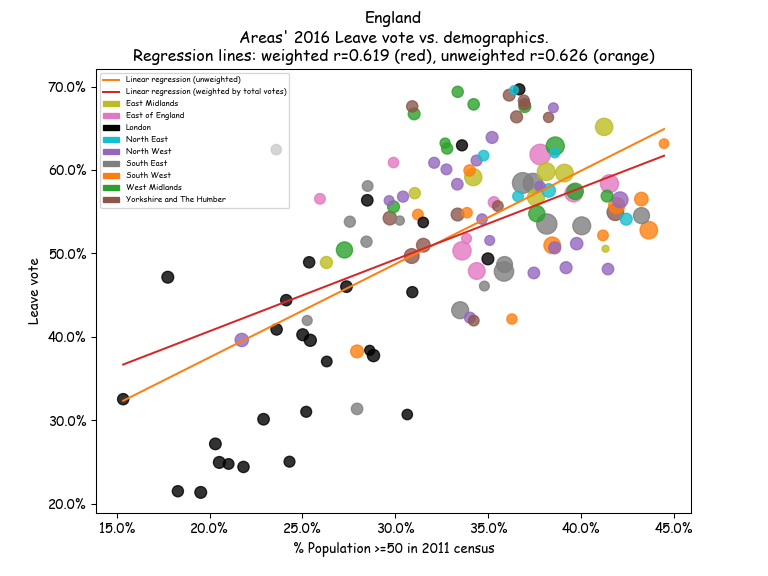 England
Areas' 2016 Leave vote vs. demographics.
Regression lines: weighted r=0.619 (red), unweighted r=0.626 (orange)
Linear regression (unweighted)
Linear regression (weighted by total votes)
East Midlands
East of England
London
North East
North West
South East
South West
West Midlands
Yorkshire and The Humber
70.0%
60.0%
50.0%
40.0%
30.0%
20.0%
Leave vote
15.0% 20.0% 25.0% 30.0% 35.0% 40.0% 45.0%
% Population >=50 in 2011 census